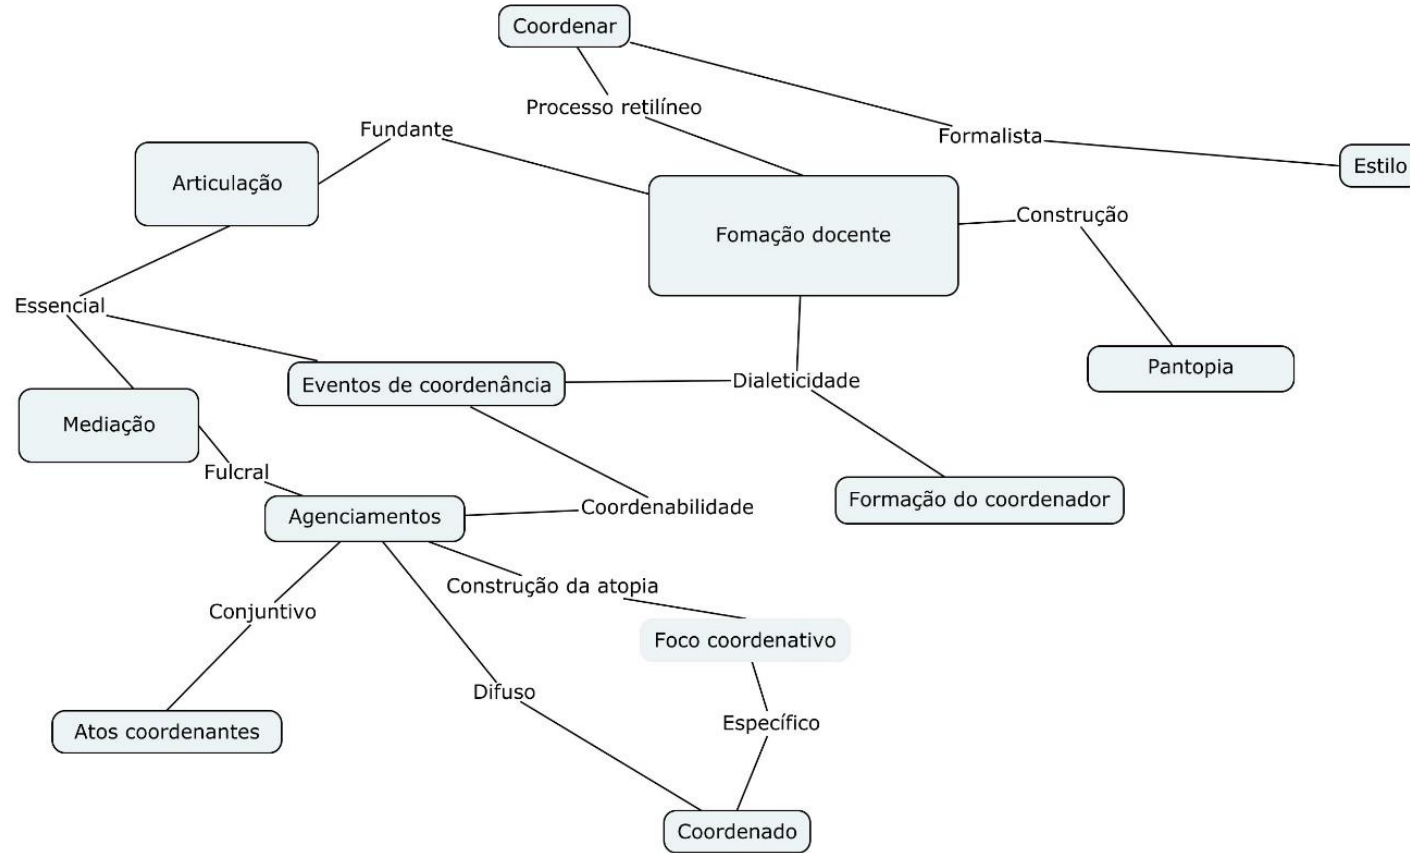 Coordenar
Processo retilíneo
Fundante
Formalista
Articulação
Estilo
Fomação docente
Construção
Essencial
Eventos de coordenância
Dialeticidade
Pantopia
Mediação
Fulcral
Formação do coordenador
Agenciamentos
Coordenabilidade
Construção da atopia
Conjuntivo
Foco coordenativo
Difuso
Específico
Atos coordenantes
Coordenado